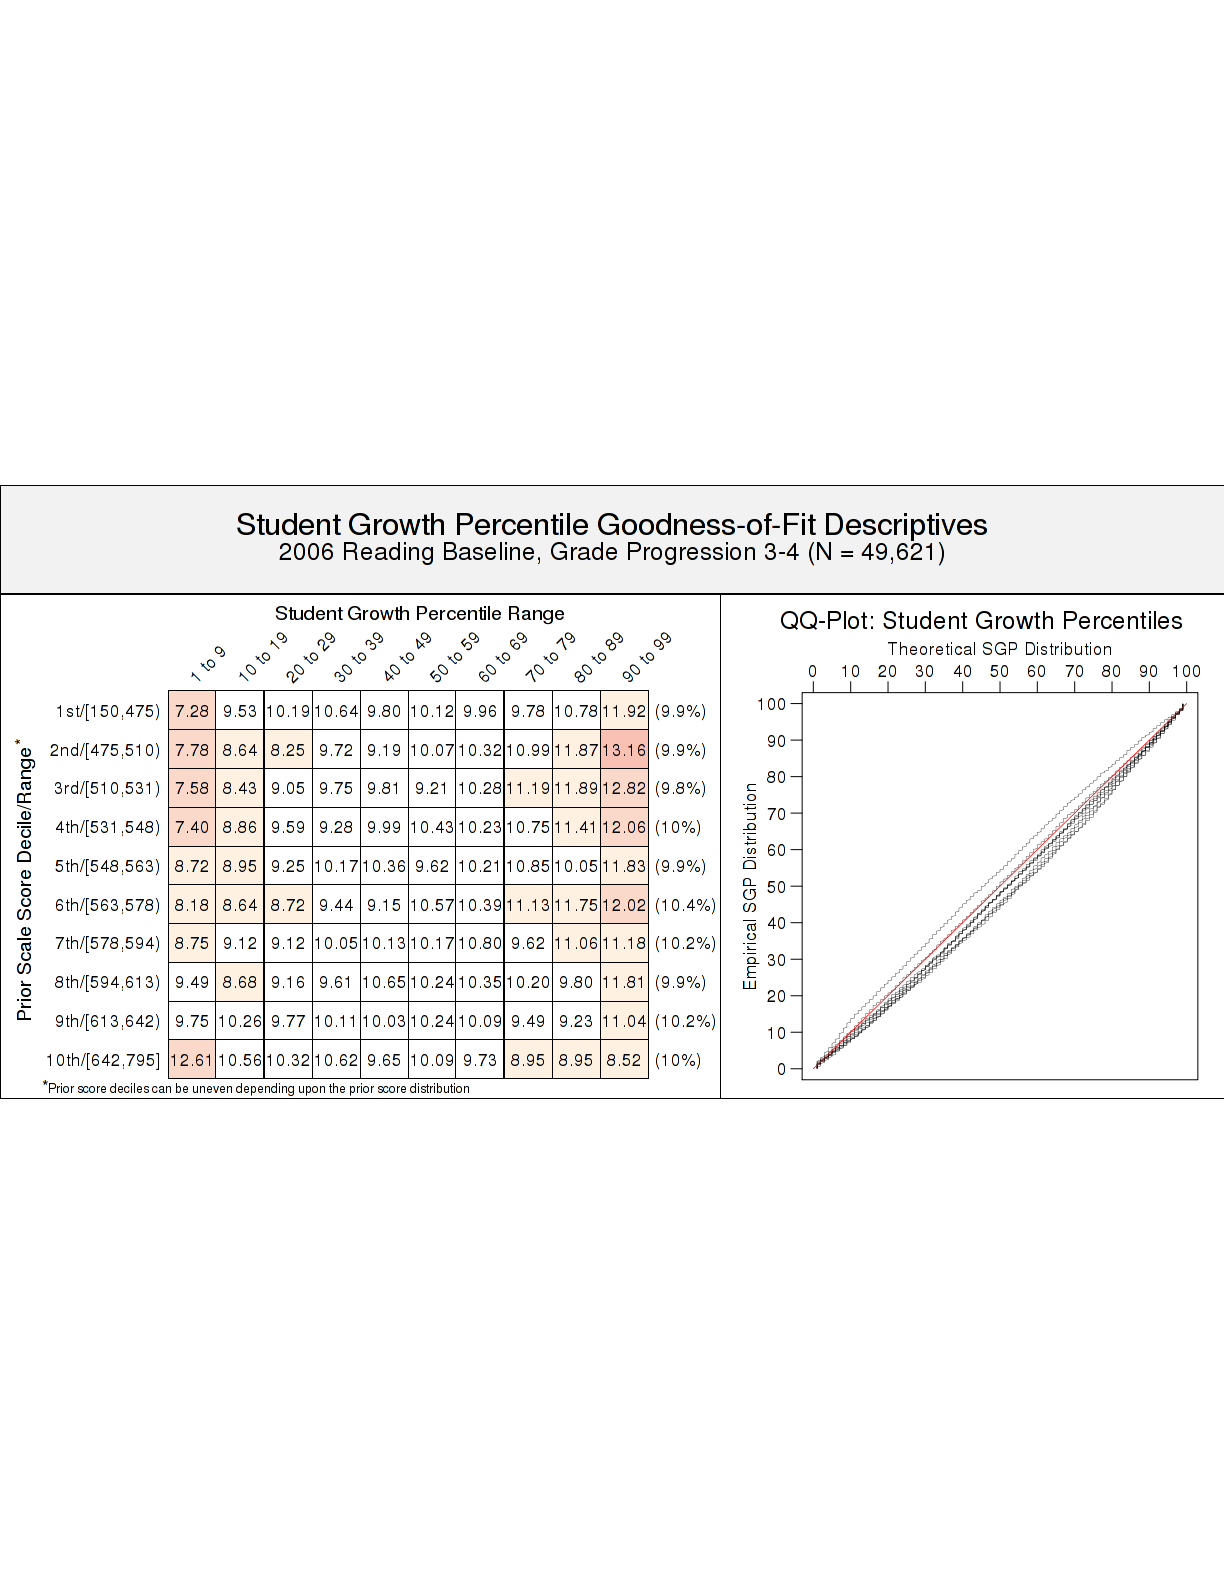 Student Growth Percentile Goodness-of-Fit Descriptives
2006 Reading Baseline, Grade Progression 3-4 (N = 49,621)
Student Growth Percentile Range
1 to 9 10 to 19 20 to 29 30 to 39 40 to 49 50 to 59 60 to 69 70 to 79 80 to 89 90 to 99
Prior Scale Score Decile/Range*
1st/[150,475) 7.28 9.53 10.19 10.64 9.80 10.12 9.96 9.78 10.78 11.92 (9.9%)
2nd/[475,510) 7.78 8.64 8.25 9.72 9.19 10.07 10.32 10.99 11.87 13.16 (9.9%)
3rd/[510,531) 7.58 8.43 9.05 9.75 9.81 9.21 10.28 11.19 11.89 12.82 (9.8%)
4th/[531,548) 7.40 8.86 9.59 9.28 9.99 10.43 10.23 10.75 11.41 12.06 (10%)
5th/[548,563) 8.72 8.95 9.25 10.17 10.36 9.62 10.21 10.85 10.05 11.83 (9.9%)
6th/[563,578) 8.18 8.64 8.72 9.44 9.15 10.57 10.39 11.13 11.75 12.02 (10.4%)
7th/[578,594) 8.75 9.12 9.12 10.05 10.13 10.17 10.80 9.62 11.06 11.18 (10.2%)
8th/[594,613) 9.49 8.68 9.16 9.61 10.65 10.24 10.35 10.20 9.80 11.81 (9.9%)
9th/[613,642) 9.75 10.26 9.77 10.11 10.03 10.24 10.09 9.49 9.23 11.04 (10.2%)
10th/[642,795] 12.61 10.56 10.32 10.62 9.65 10.09 9.73 8.95 8.95 8.52 (10%)
*Prior score deciles can be uneven depending upon the prior score distribution
QQ-Plot: Student Growth Percentiles
Theoretical SGP Distribution
0 10 20 30 40 50 60 70 80 90 100
Empirical SGP Distribution
100
90
80
70
60
50
40
30
20
10
0